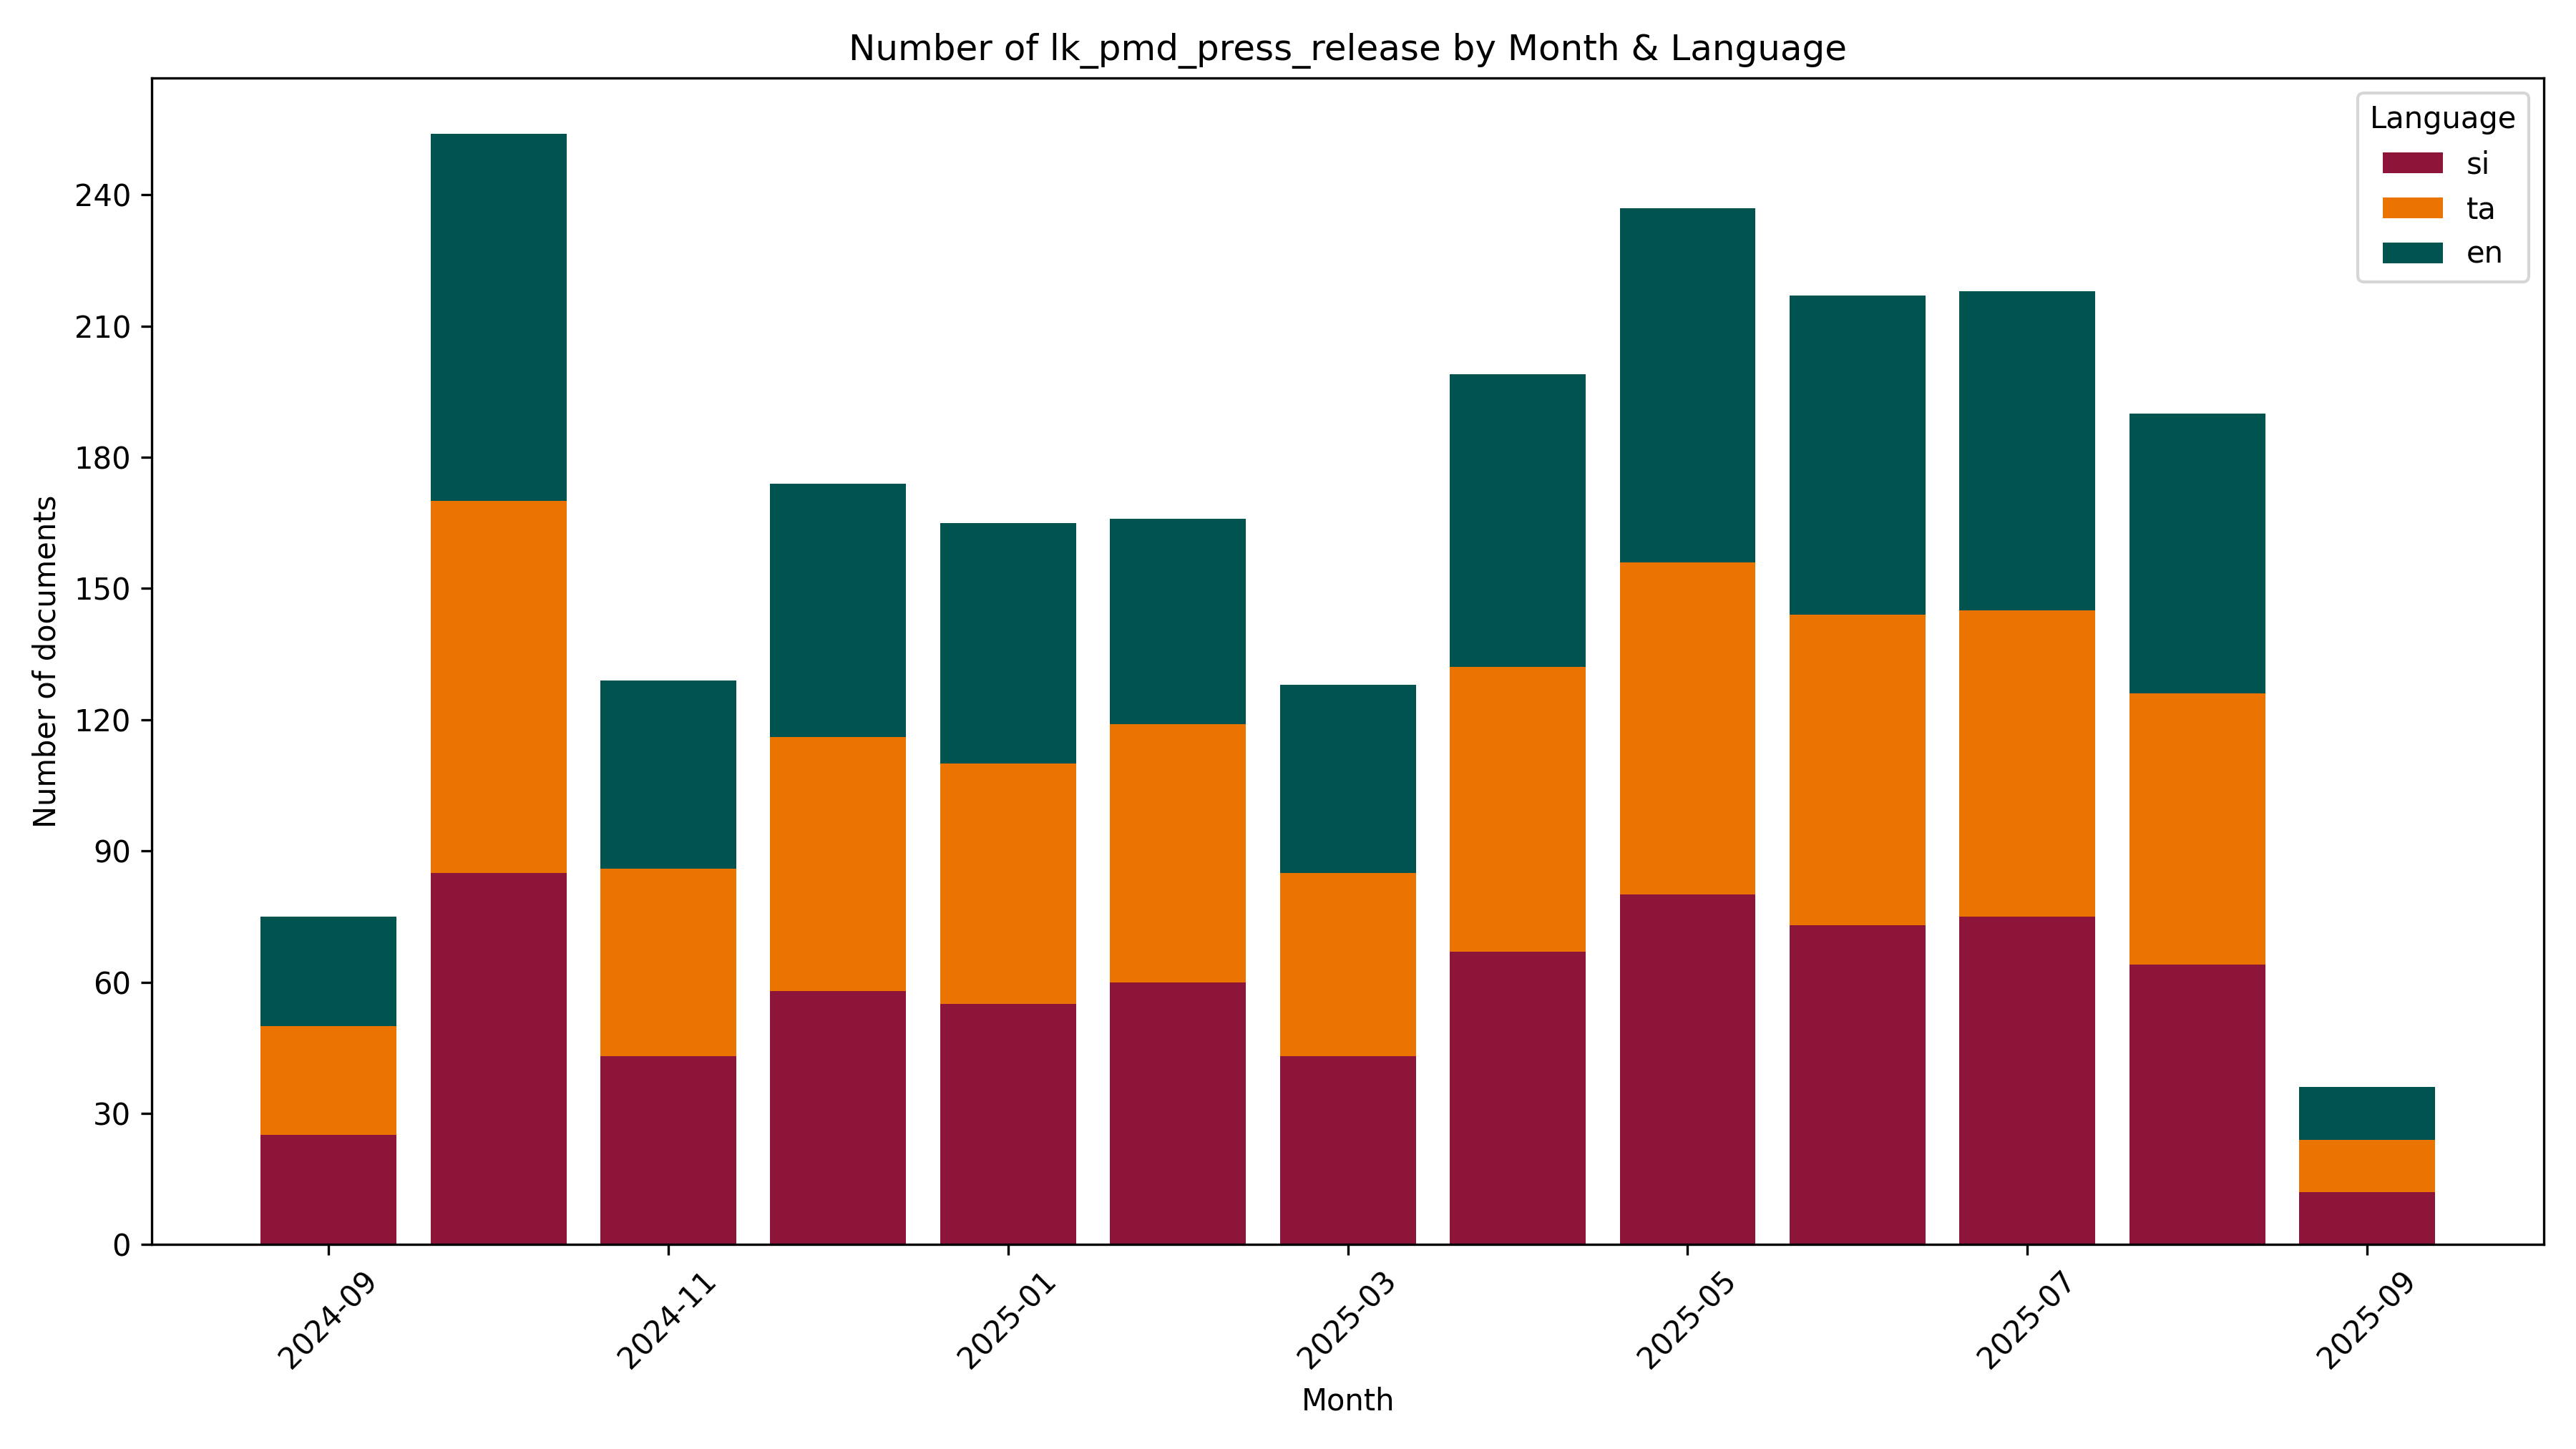 Number of lk_pmd_press_release by Month & Language
Language
si
ta
en
Number of documents
240
210
180
150
120
90
60
30
0
2024-09
2024-11
2025-01
2025-03
2025-05
2025-07
2025-09
Month